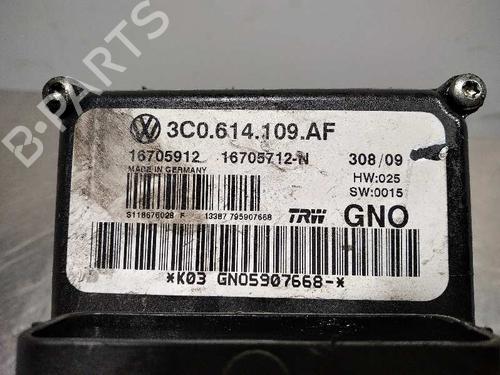 3C0.614.109.AF
16705912 16705712-N 308/09
MADE IN GERMANY
HW:025
SW:0015
S118676028 F 13387 795907668 TRW GNO
*K03 GNO5907668-*
B-PARTS